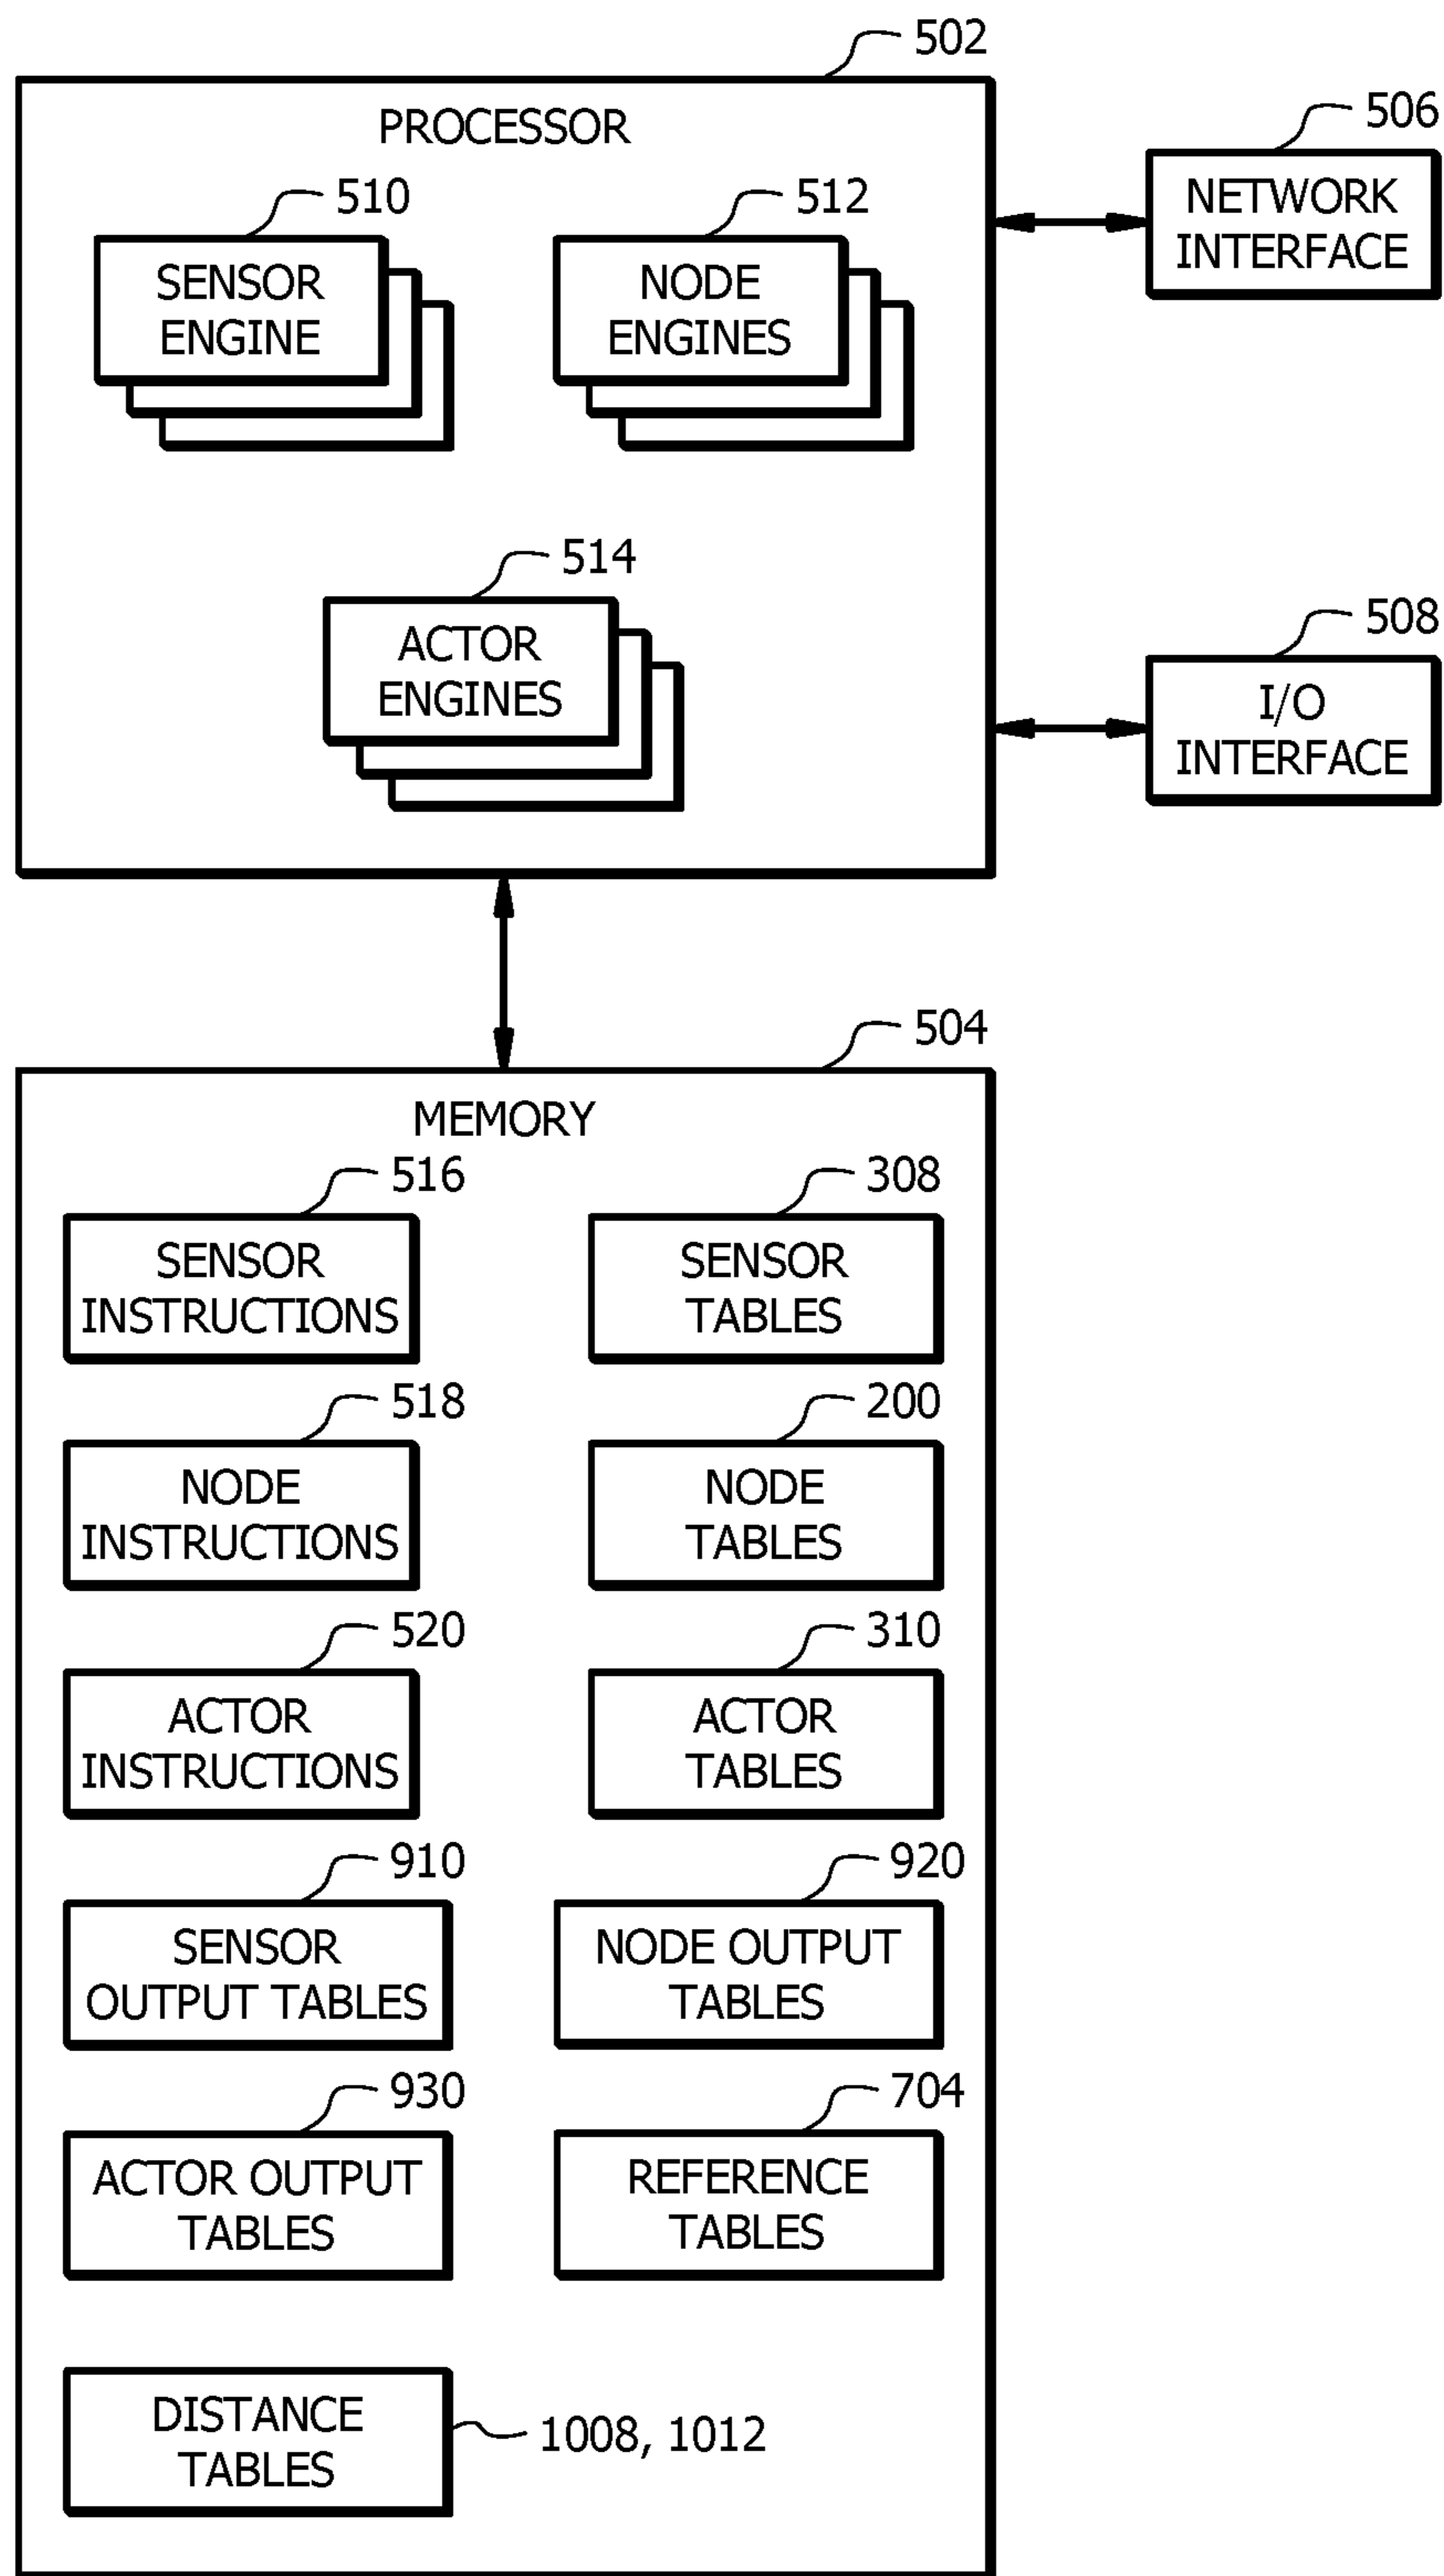 502
PROCESSOR
506
NETWORK
INTERFACE
510
SENSOR
ENGINE
512
NODE
ENGINES
514
ACTOR
ENGINES
508
I/O
INTERFACE
504
MEMORY
516
SENSOR
INSTRUCTIONS
308
SENSOR
TABLES
518
NODE
INSTRUCTIONS
200
NODE
TABLES
520
ACTOR
INSTRUCTIONS
310
ACTOR
TABLES
910
SENSOR
OUTPUT TABLES
920
NODE OUTPUT
TABLES
930
ACTOR OUTPUT
TABLES
704
REFERENCE
TABLES
DISTANCE
TABLES
1008, 1012